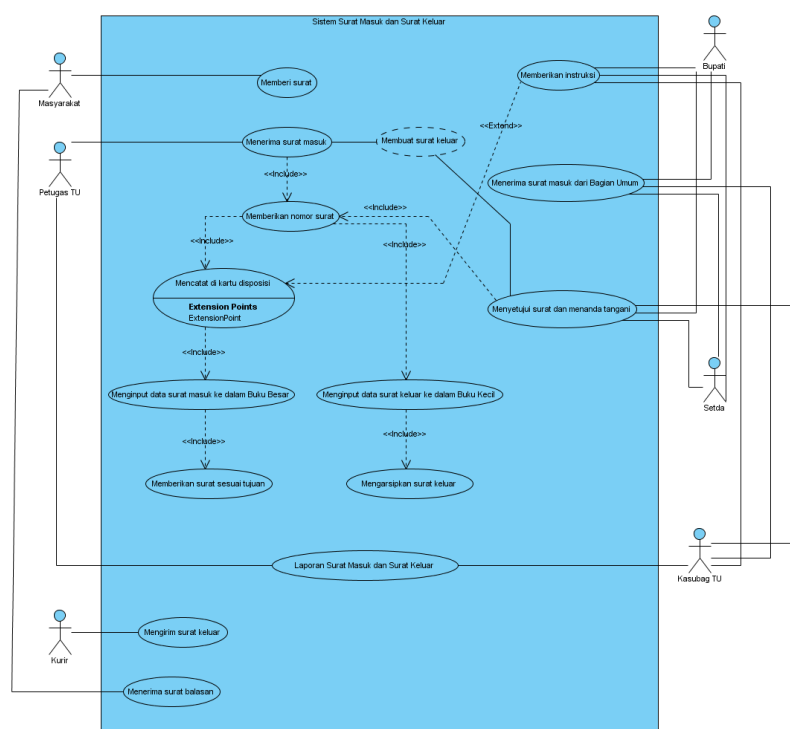 Sistem Surat Masuk dan Surat Keluar
Bupati
Memberikan instruksi
Memberi surat
Masyarakat
<<Extend>>
Menerima surat masuk
Membuat surat keluar
<<Include>>
Menerima surat masuk dari Bagian Umum
Petugas TU
<<Include>>
Memberikan nomor surat
<<Include>>
<<Include>>
Mencatat di kartu disposisi
Extension Points
ExtensionPoint
Menyetujui surat dan menanda tangani
<<Include>>
Menginput data surat masuk ke dalam Buku Besar
Menginput data surat keluar ke dalam Buku Kecil
Setda
<<Include>>
<<Include>>
Memberikan surat sesuai tujuan
Mengarsipkan surat keluar
Laporan Surat Masuk dan Surat Keluar
Kasubag TU
Mengirim surat keluar
Kurir
Menerima surat balasan